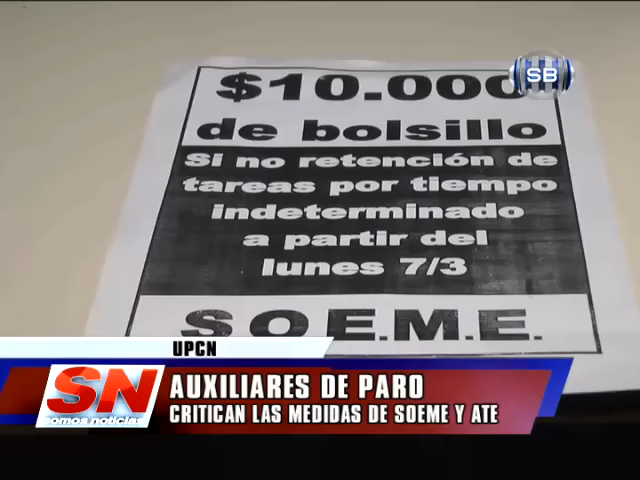 $10.000
de bolsillo
Si no retención de
tareas por tiempo
indeterminado
a partir del
lunes 7/3
S.O.E.M.E.
SB
UPCN
AUXILIARES DE PARO
CRITICAN LAS MEDIDAS DE SOEME Y ATE
SN
somos noticias